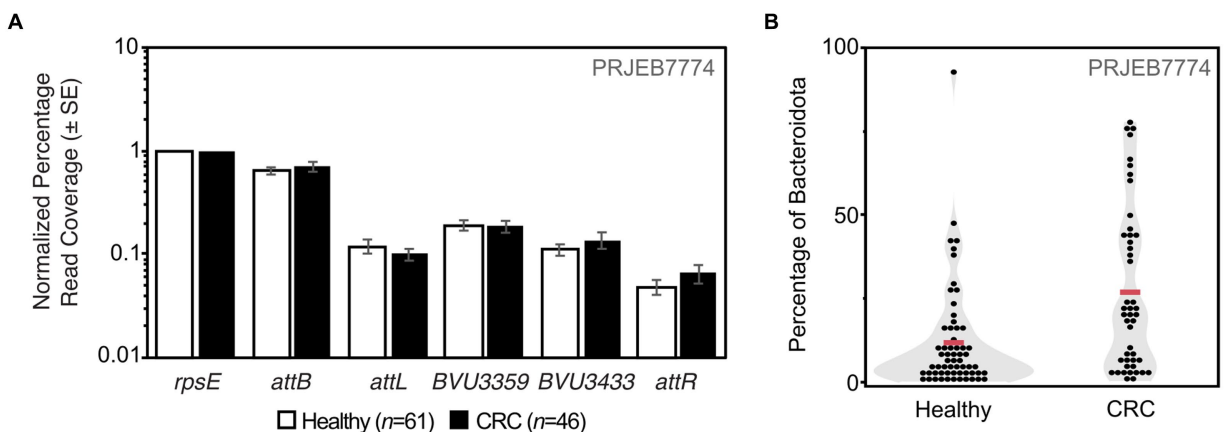 A
Normalized Percentage
Read Coverage (± SE)
10
1
0.1
0.01
PRJEB7774
rpsE attB attL BVU3359 BVU3433 attR
Healthy (n=61) CRC (n=46)
B
Percentage of Bacteroidota
100
50
0
PRJEB7774
Healthy CRC